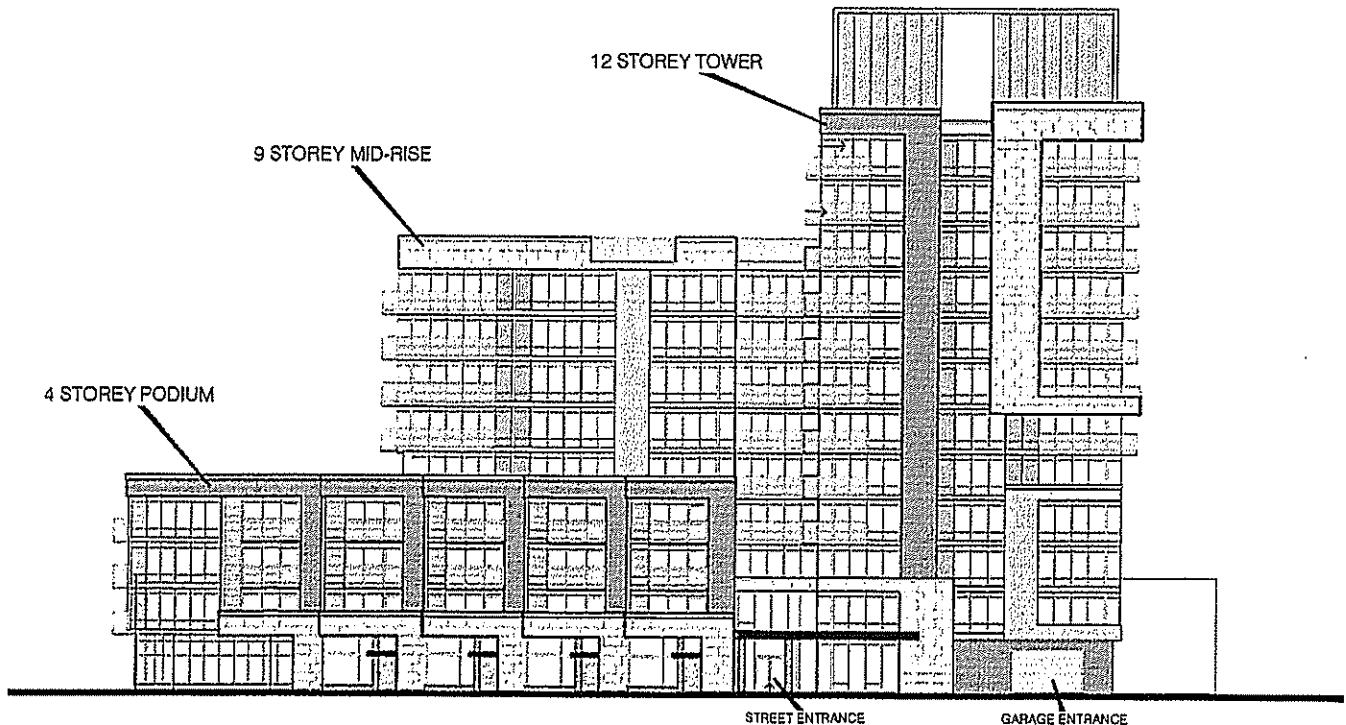 12 STOREY TOWER
9 STOREY MID-RISE
4 STOREY PODIUM
STREET ENTRANCE
GARAGE ENTRANCE